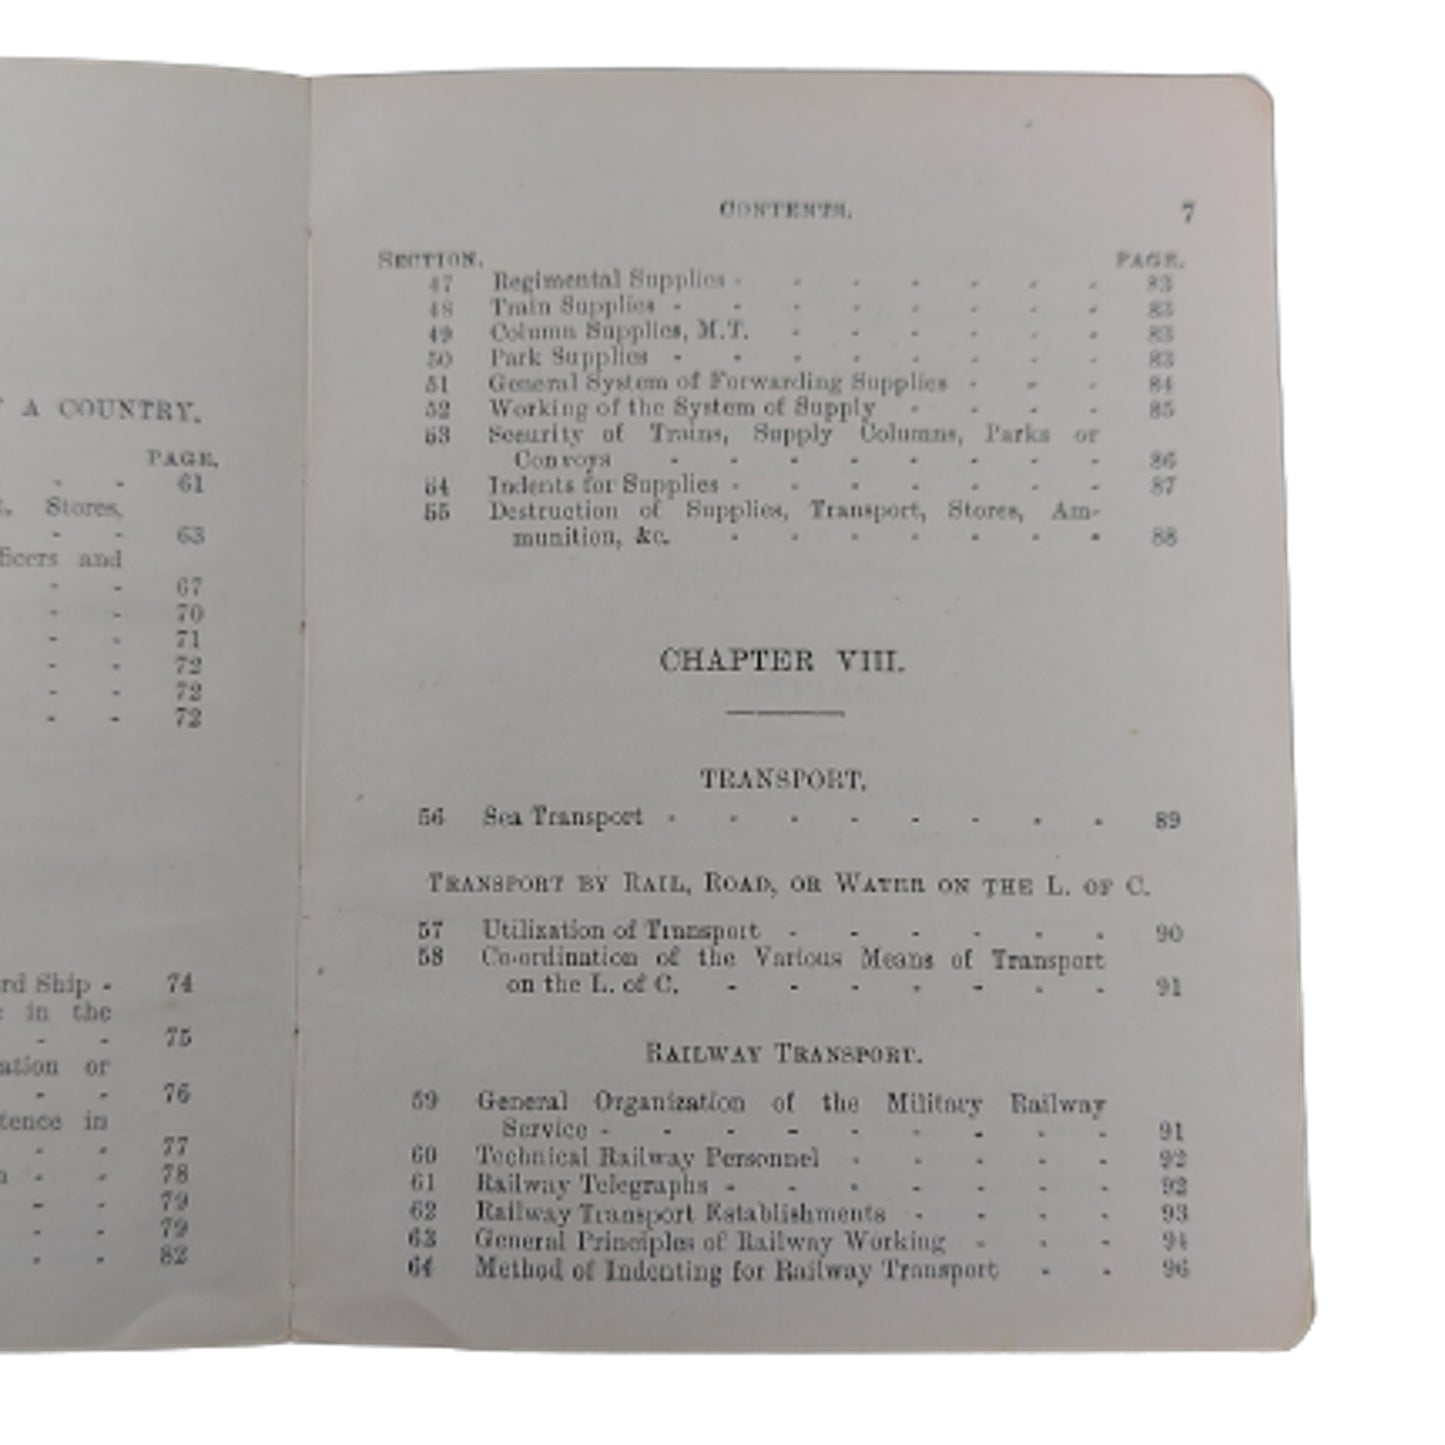 Y A COUNTRY.
PAGE.
- - 61
Stores,
- - 63
ficers and
- - 67
- - 70
- - 71
- - 72
- - 72
- - 72
rd Ship - 74
in the
- - 75
ation or
- - 76
tence in
- - 77
- - 78
- - 79
- - 79
- - 82
CONTENTS. 7
SECTION. PAGE.
47 Regimental Supplies - - - - - - - 83
48 Train Supplies - - - - - - - - 83
49 Column Supplies, M.T. - - - - - - 83
50 Park Supplies - - - - - - - - 83
51 General System of Forwarding Supplies - - - 84
52 Working of the System of Supply - - - - 85
53 Security of Trains, Supply Columns, Parks or
Convoys - - - - - - - - 86
54 Indents for Supplies - - - - - - - 87
55 Destruction of Supplies, Transport, Stores, Am-
munition, &c. - - - - - - - 88
CHAPTER VIII.
TRANSPORT.
56 Sea Transport - - - - - - - - 89
TRANSPORT BY RAIL, ROAD, OR WATER ON THE L. OF C.
57 Utilization of Transport - - - - - - 90
58 Co-ordination of the Various Means of Transport
on the L. of C. - - - - - - - 91
RAILWAY TRANSPORT.
59 General Organization of the Military Railway
Service - - - - - - - - - 91
60 Technical Railway Personnel - - - - - 92
61 Railway Telegraphs - - - - - - - 92
62 Railway Transport Establishments - - - - 93
63 General Principles of Railway Working - - - 94
64 Method of Indenting for Railway Transport - - 96